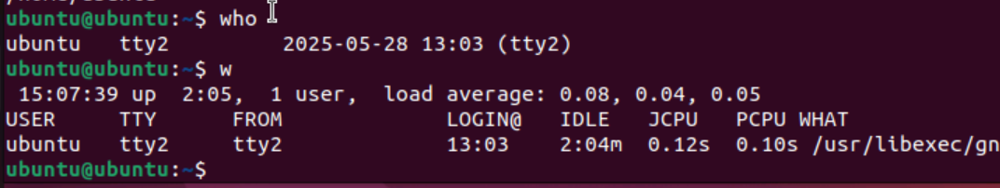 ubuntu@ubuntu:~$ who
ubuntu   tty2         2025-05-28 13:03 (tty2)
ubuntu@ubuntu:~$ w
 15:07:39 up  2:05,  1 user,  load average: 0.08, 0.04, 0.05
USER     TTY      FROM             LOGIN@   IDLE   JCPU   PCPU WHAT
ubuntu   tty2     tty2             13:03    2:04m  0.12s  0.10s /usr/libexec/gn
ubuntu@ubuntu:~$